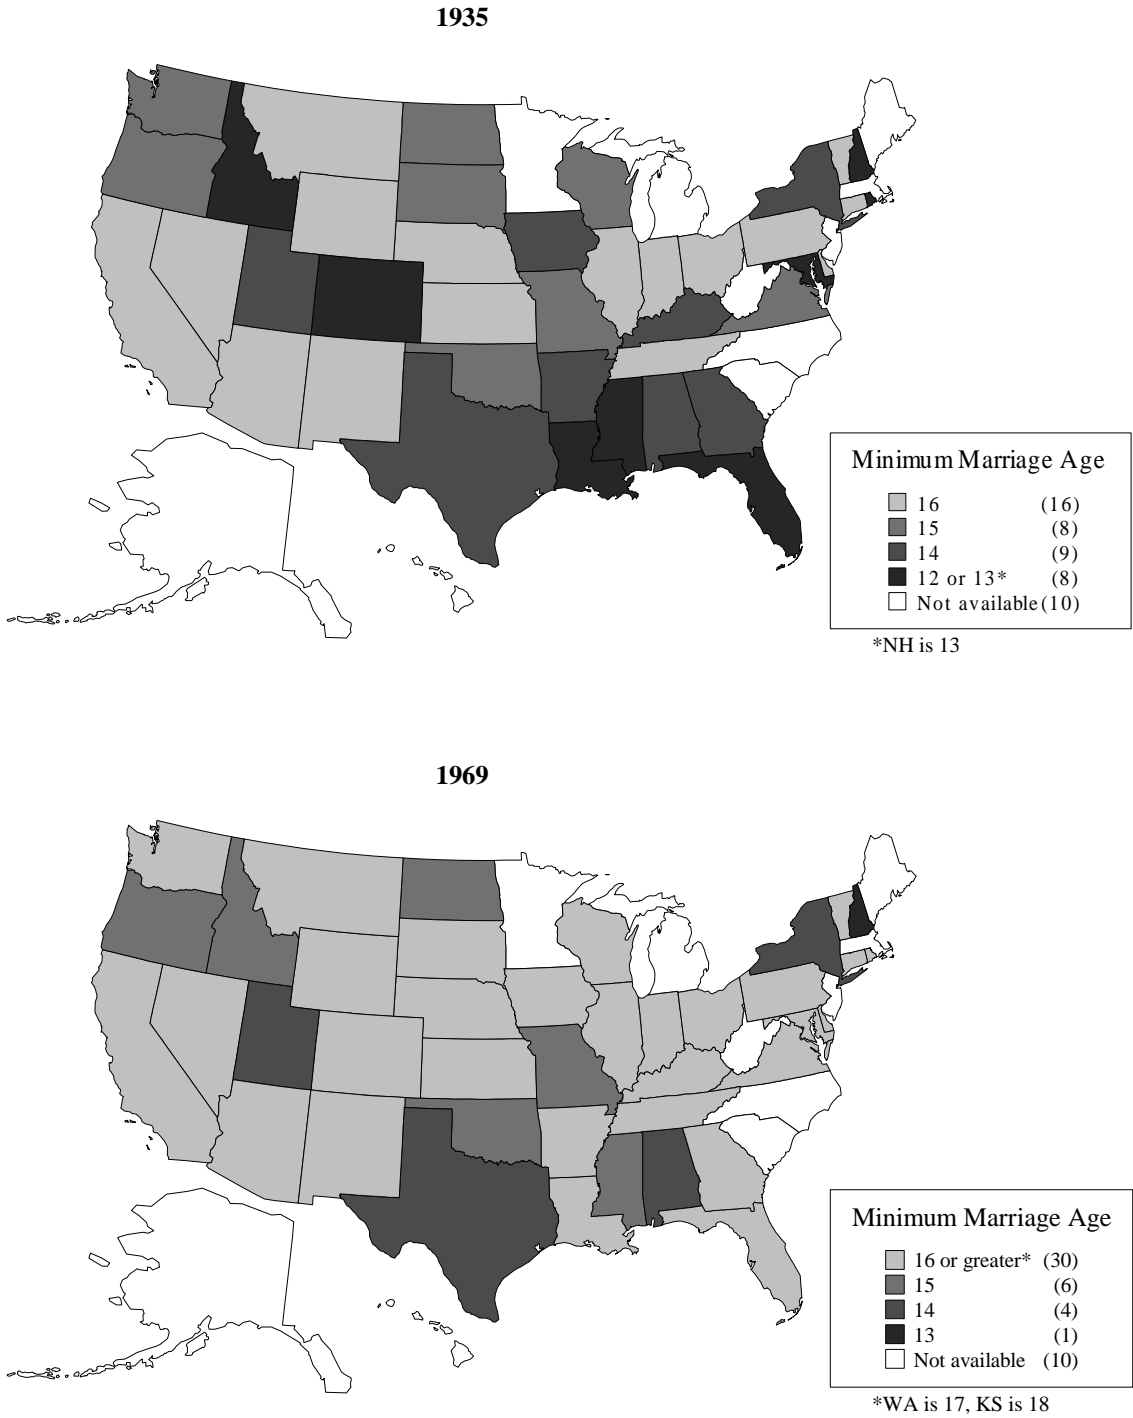 1935
Minimum Marriage Age
16 (16)
15 (8)
14 (9)
12 or 13* (8)
Not available (10)
*NH is 13
1969
Minimum Marriage Age
16 or greater* (30)
15 (6)
14 (4)
13 (1)
Not available (10)
*WA is 17, KS is 18